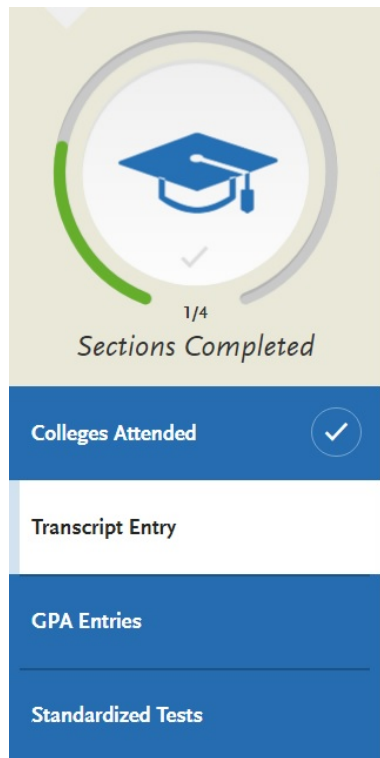 1/4
Sections Completed
Colleges Attended
Transcript Entry
GPA Entries
Standardized Tests